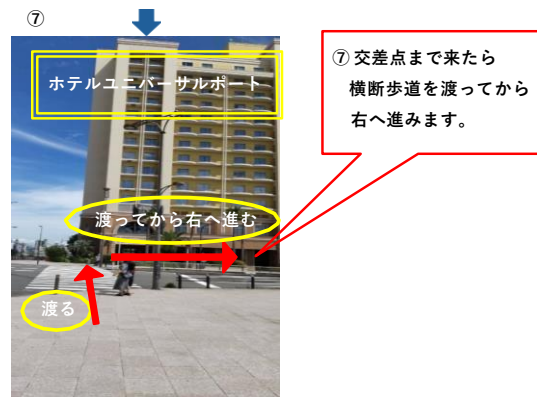 ⑦
ホテルユニバーサルポート
⑦ 交差点まで来たら
横断歩道を渡ってから
右へ進みます。
渡ってから右へ進む
渡る